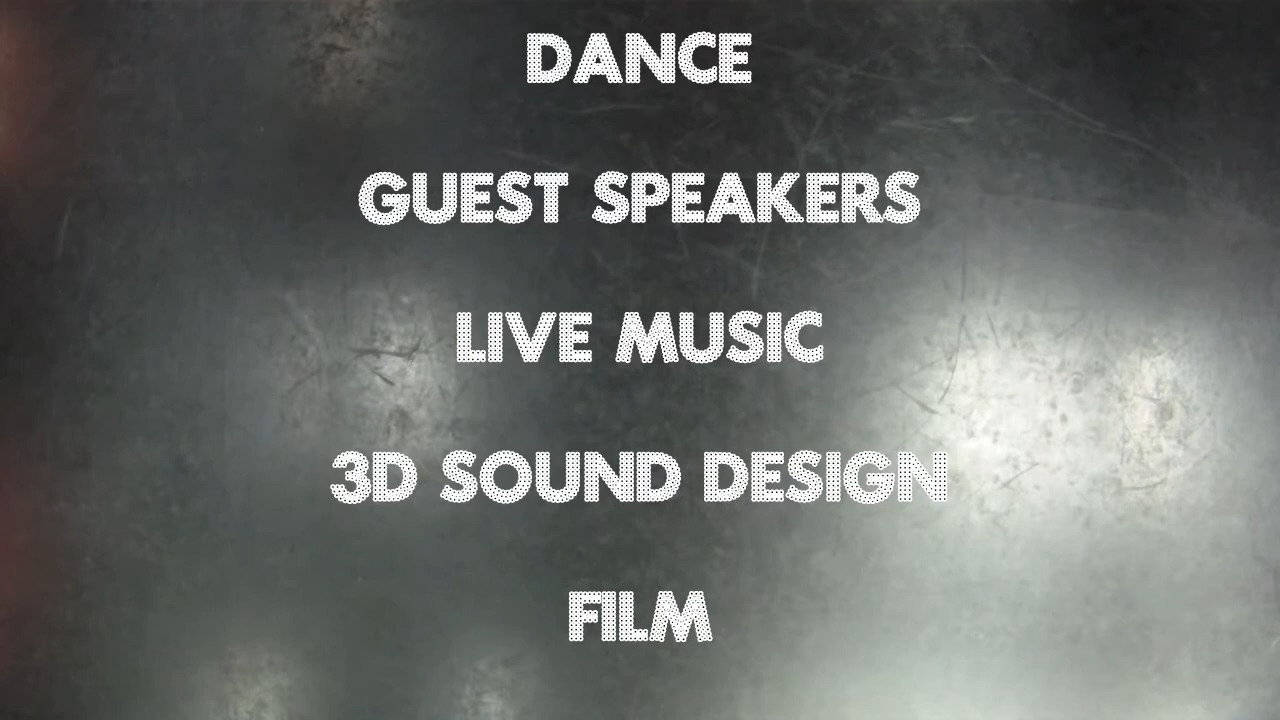 DANCE
GUEST SPEAKERS
LIVE MUSIC
3D SOUND DESIGN
FILM